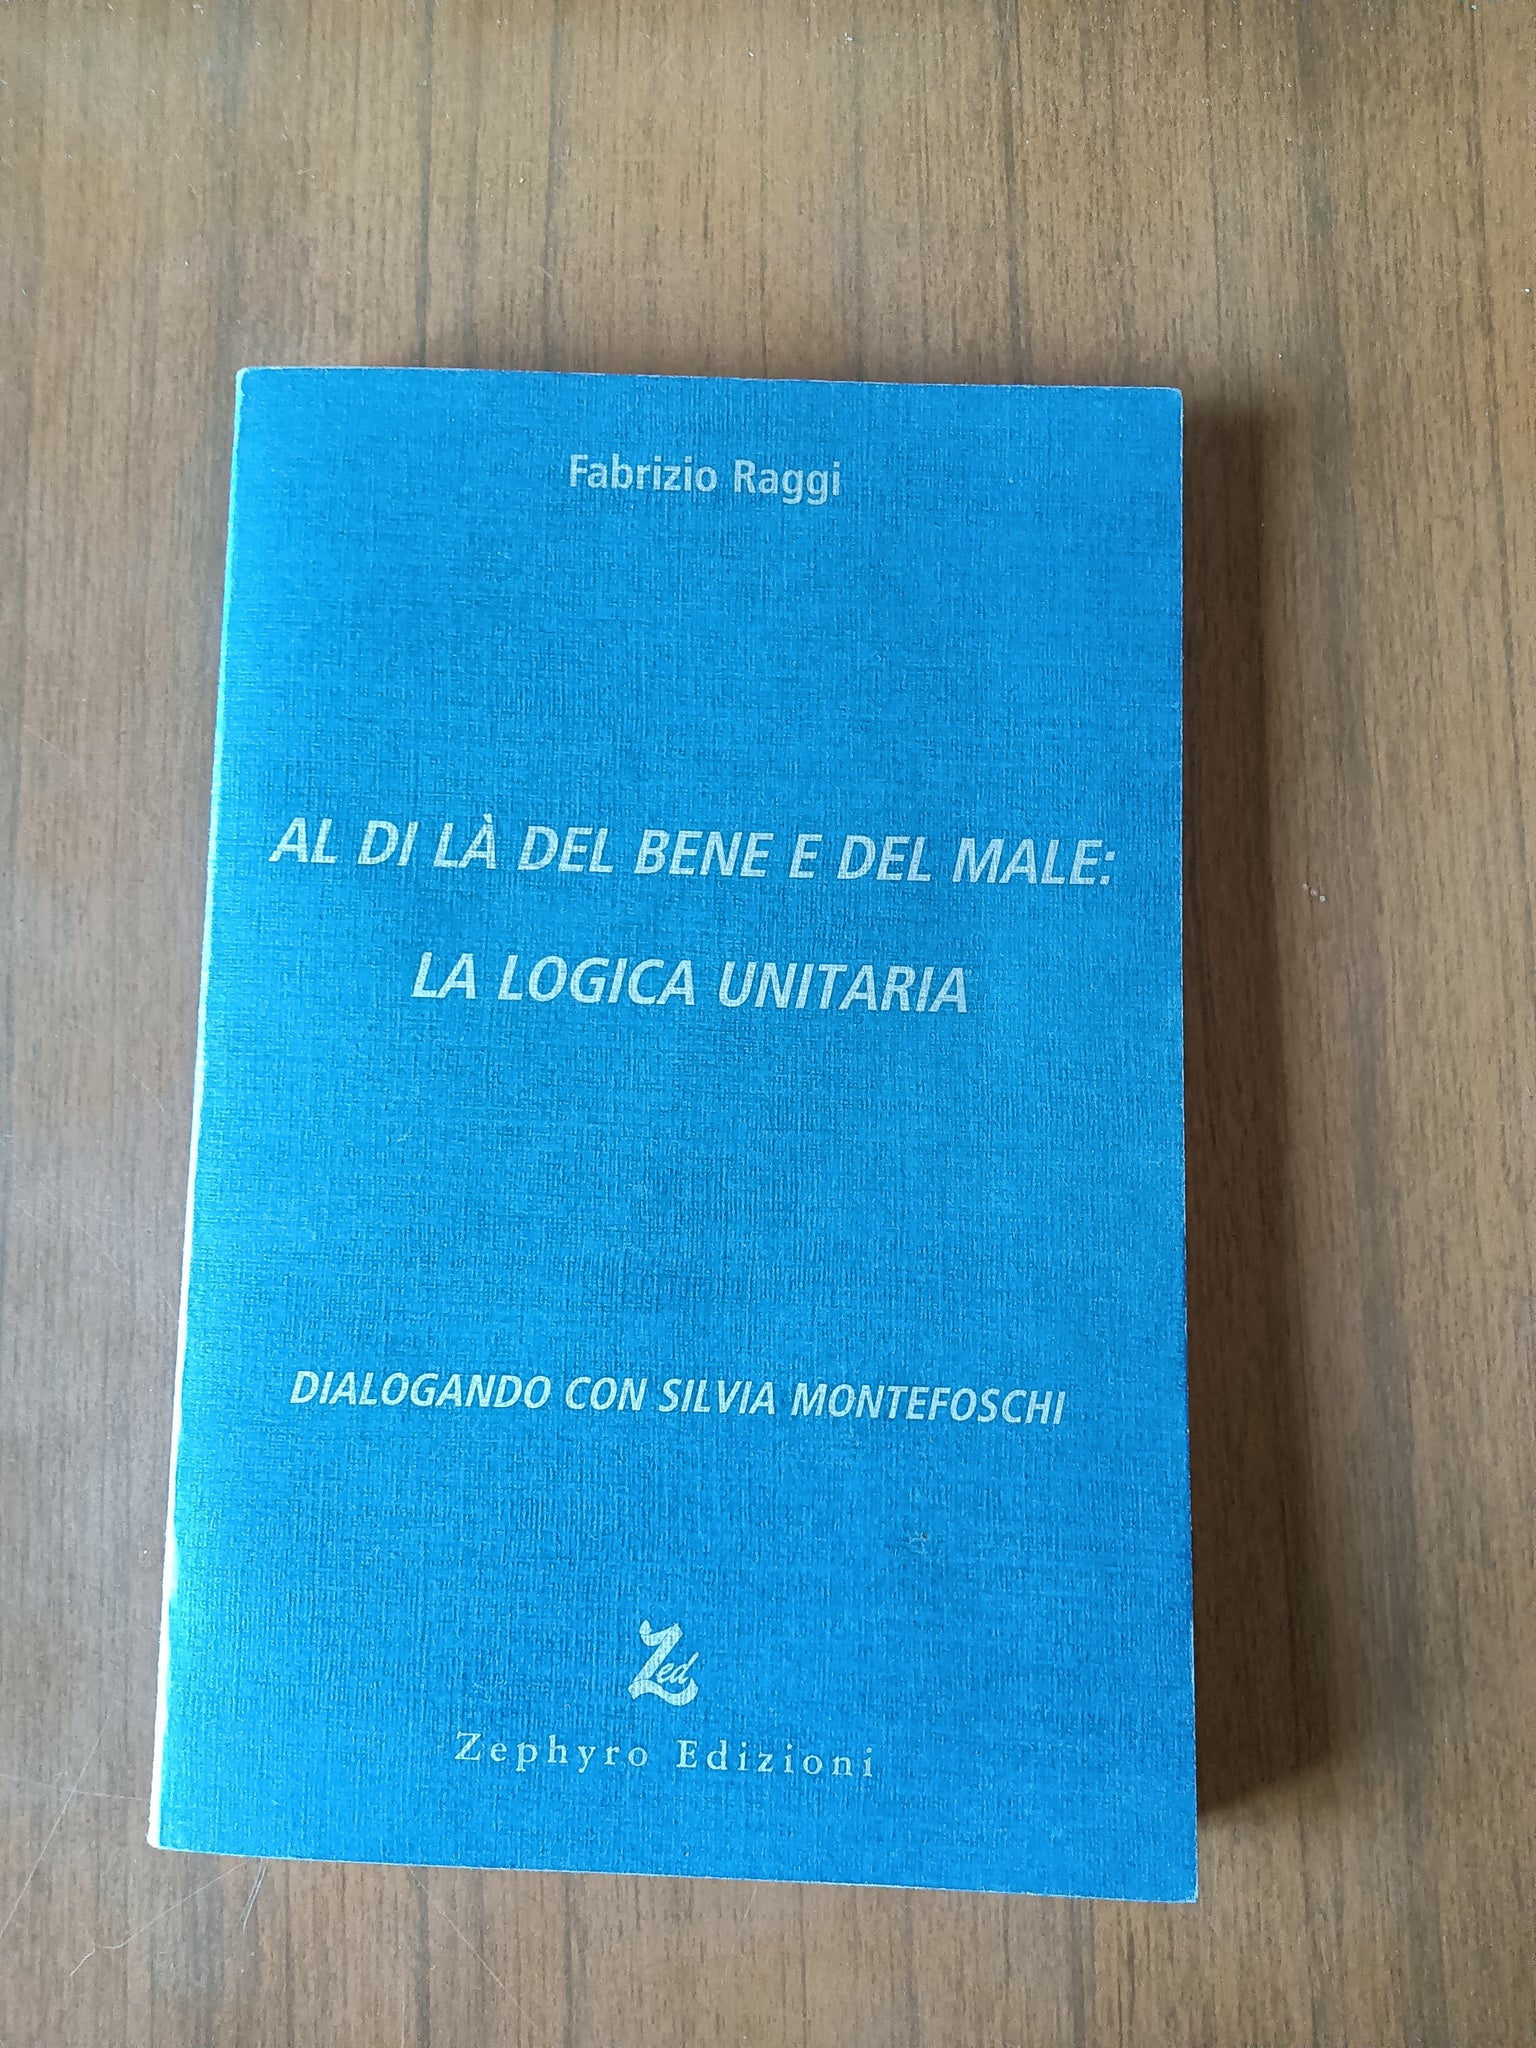 Fabrizio Raggi
AL DI LÀ DEL BENE E DEL MALE:
LA LOGICA UNITARIA
DIALOGANDO CON SILVIA MONTEFOSCHI
Zed
Zephyro Edizioni